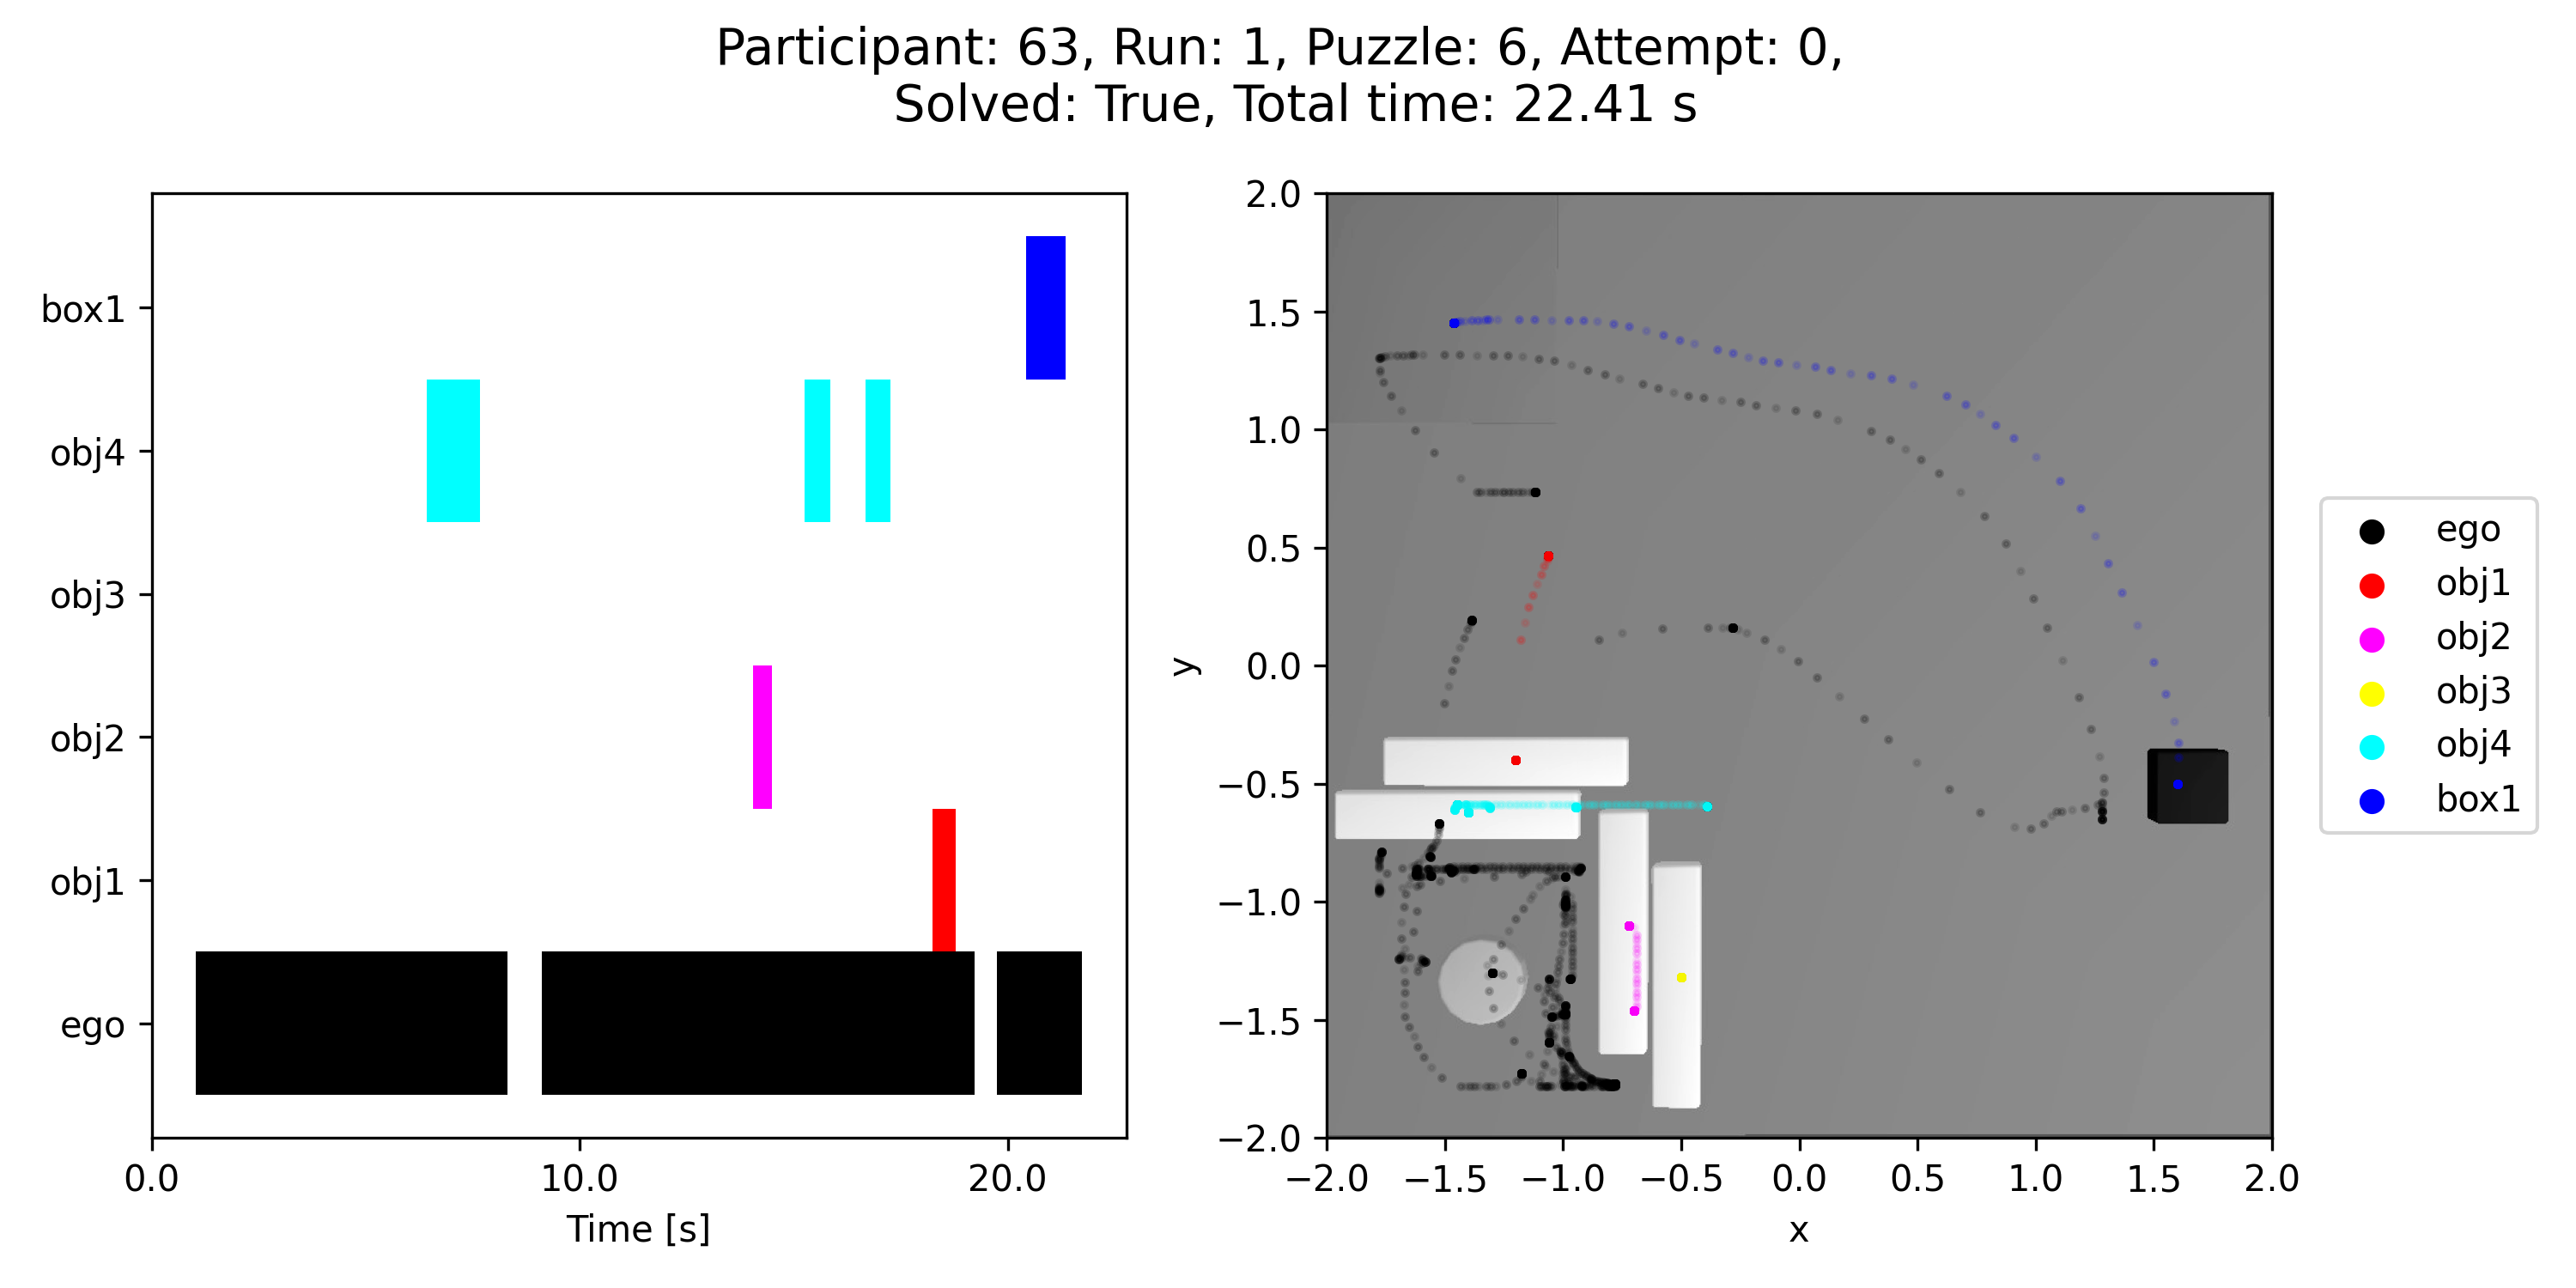 Participant: 63, Run: 1, Puzzle: 6, Attempt: 0,
Solved: True, Total time: 22.41 s
box1
obj4
obj3
obj2
obj1
ego
0.0
10.0
20.0
Time [s]
2.0
1.5
1.0
0.5
0.0
−0.5
−1.0
−1.5
−2.0
y
−2.0
−1.5
−1.0
−0.5
0.0
0.5
1.0
1.5
2.0
x
ego
obj1
obj2
obj3
obj4
box1